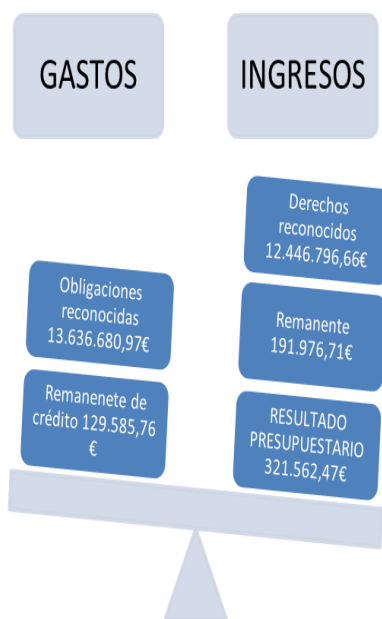 GASTOS
INGRESOS
Obligaciones
reconocidas
13.636.680,97€
Remanenete de
crédito 129.585,76
€
Derechos
reconocidos
12.446.796,66€
Remanente
191.976,71€
RESULTADO
PRESUPUESTARIO
321.562,47€